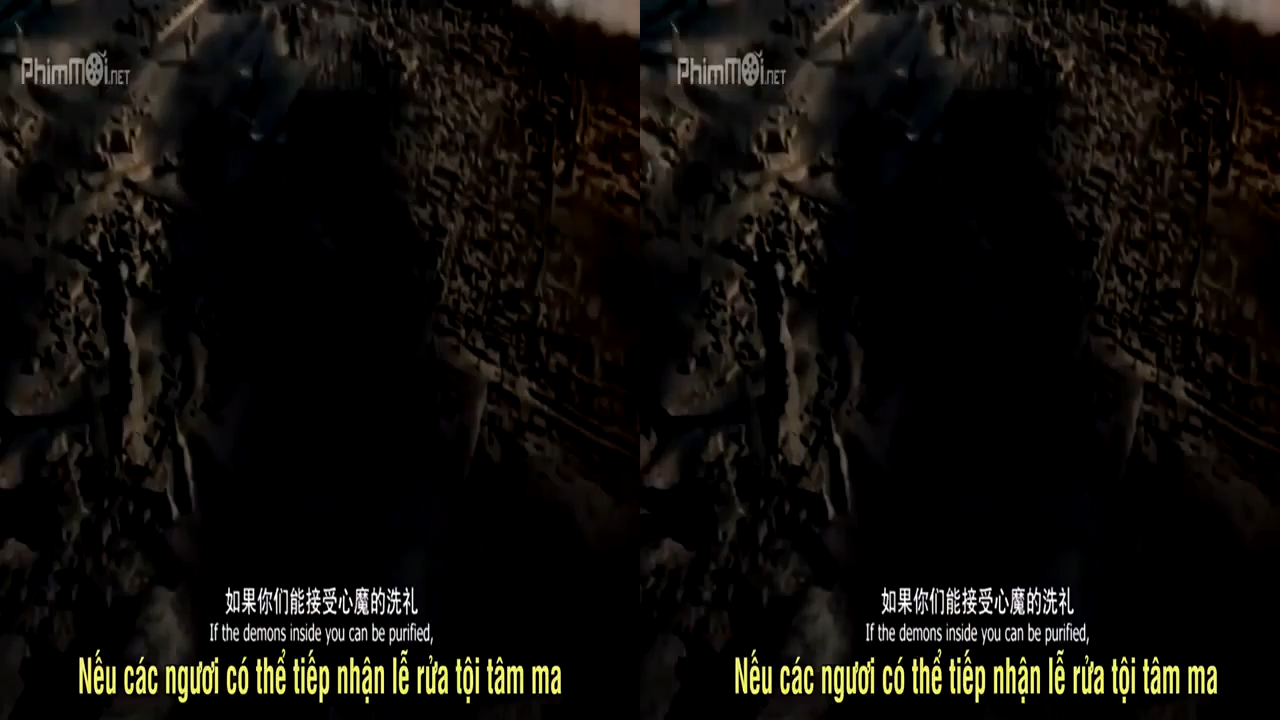 PhimMới.NET PhimMới.NET
如果你们能接受心魔的洗礼 如果你们能接受心魔的洗礼
If the demons inside you can be purified, If the demons inside you can be purified,
Nếu các ngươi có thể tiếp nhận lễ rửa tội tâm ma Nếu các ngươi có thể tiếp nhận lễ rửa tội tâm ma